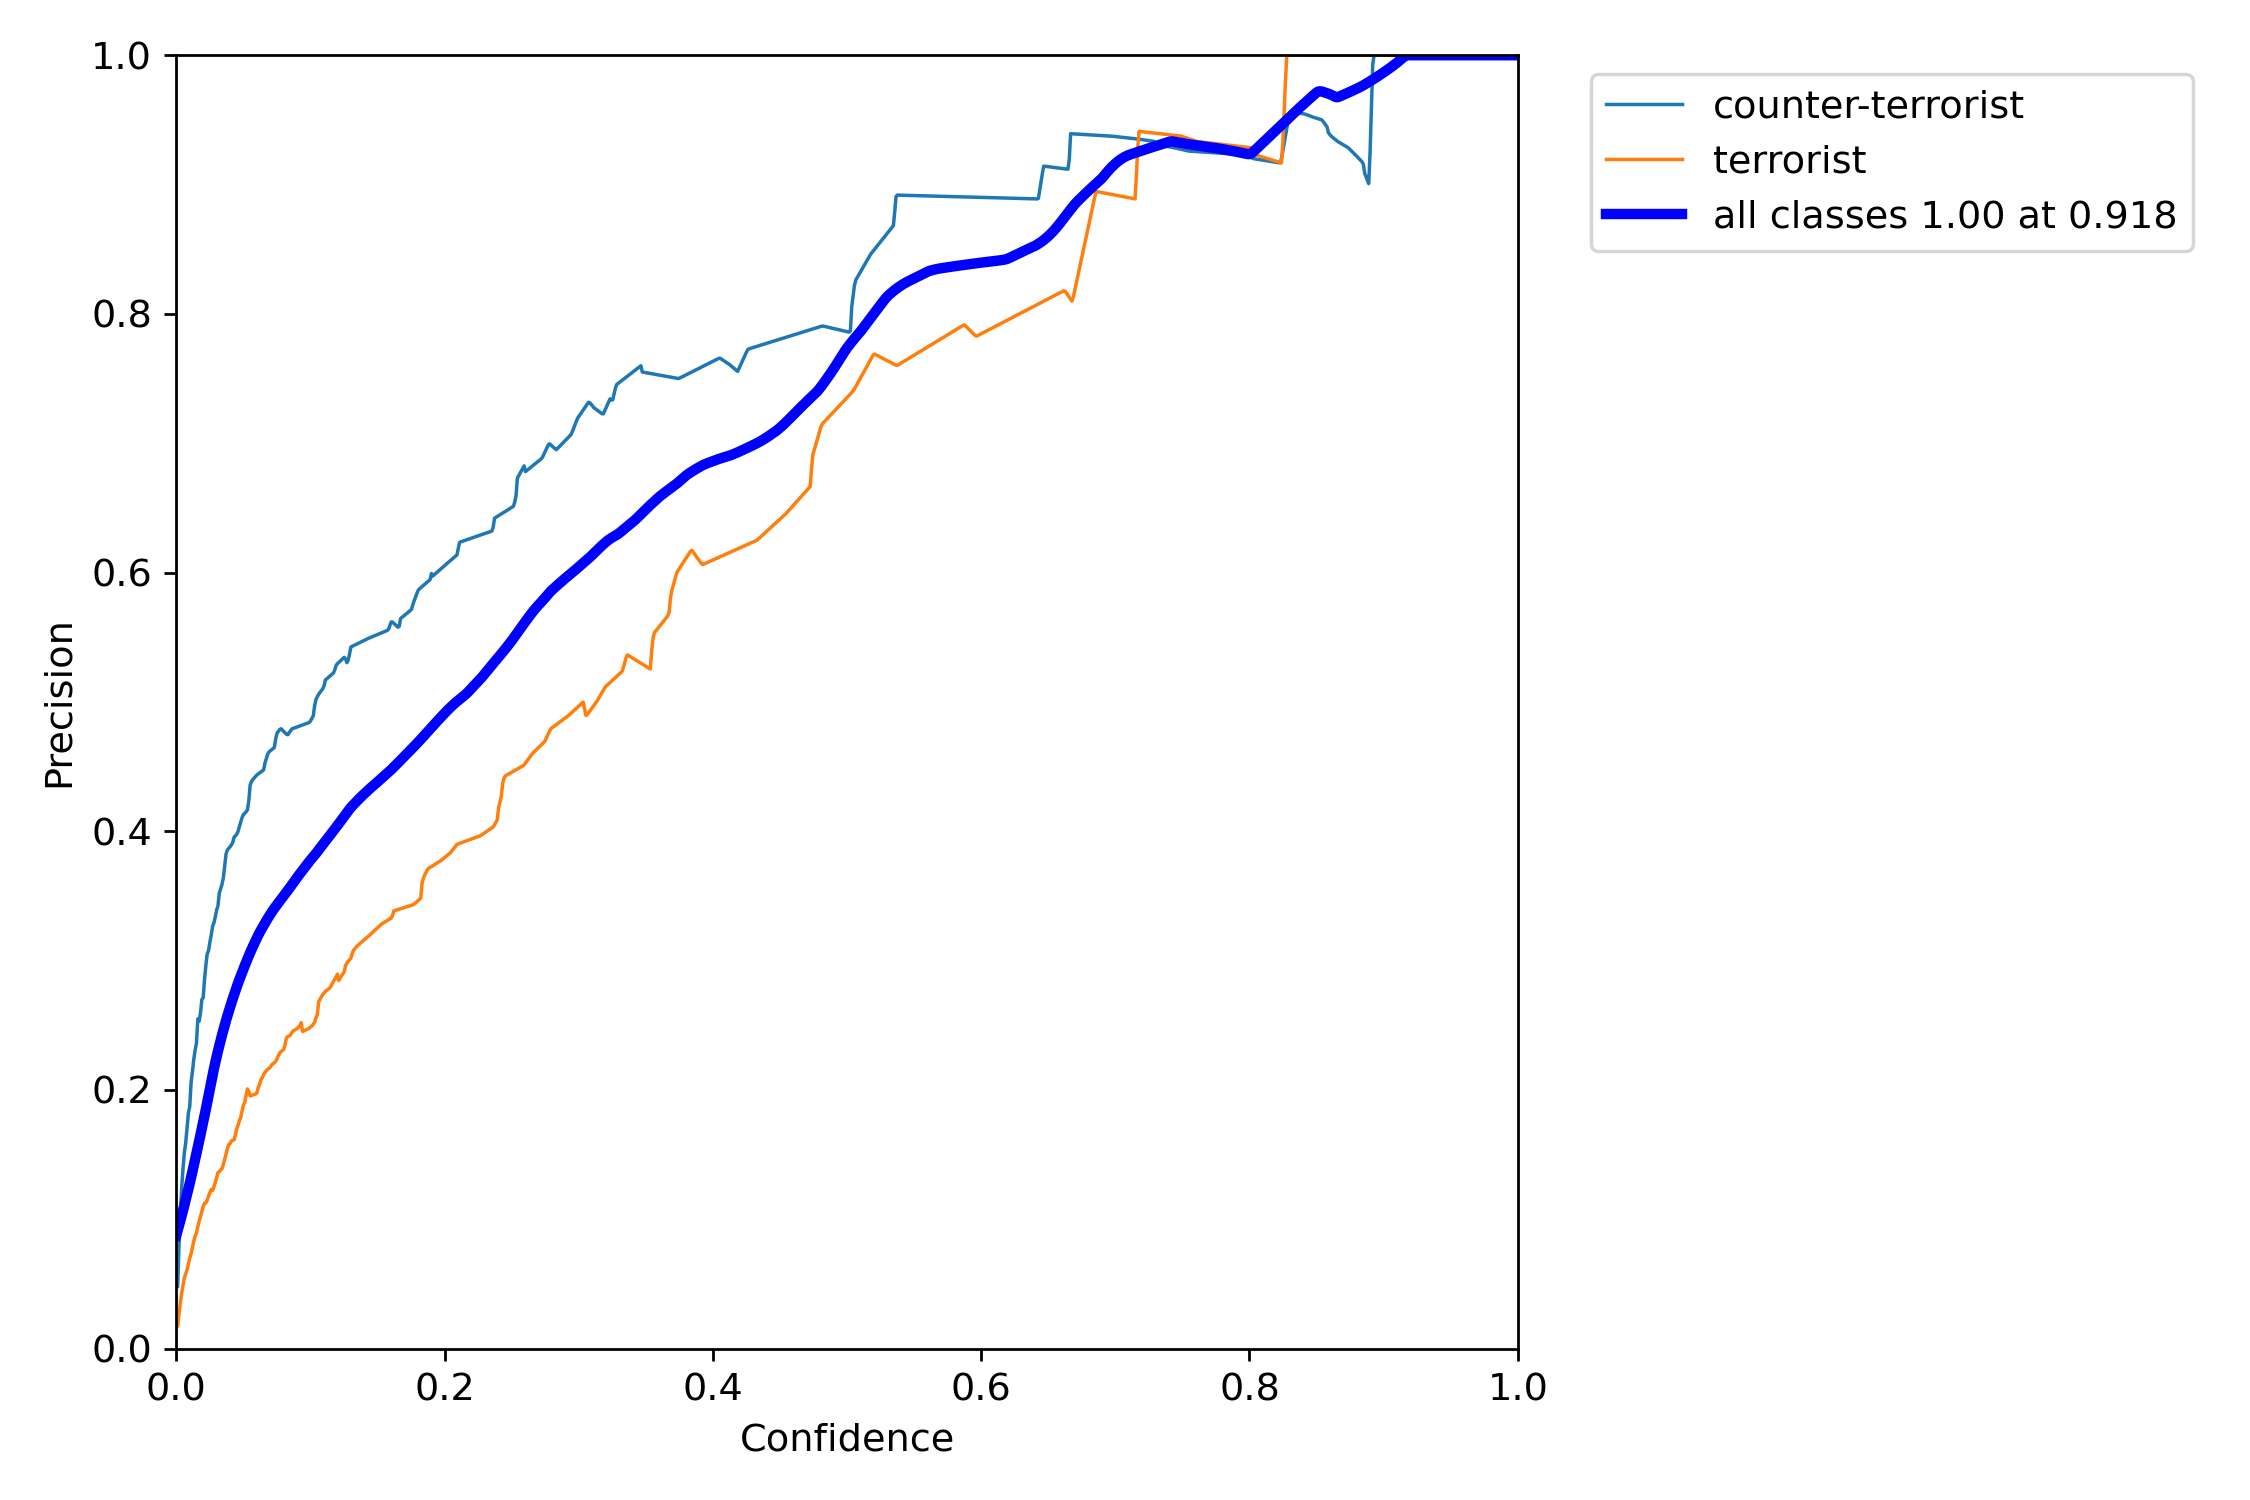 1.0
0.8
0.6
0.4
0.2
0.0
Precision
0.0 0.2 0.4 0.6 0.8 1.0
Confidence
counter-terrorist
terrorist
all classes 1.00 at 0.918